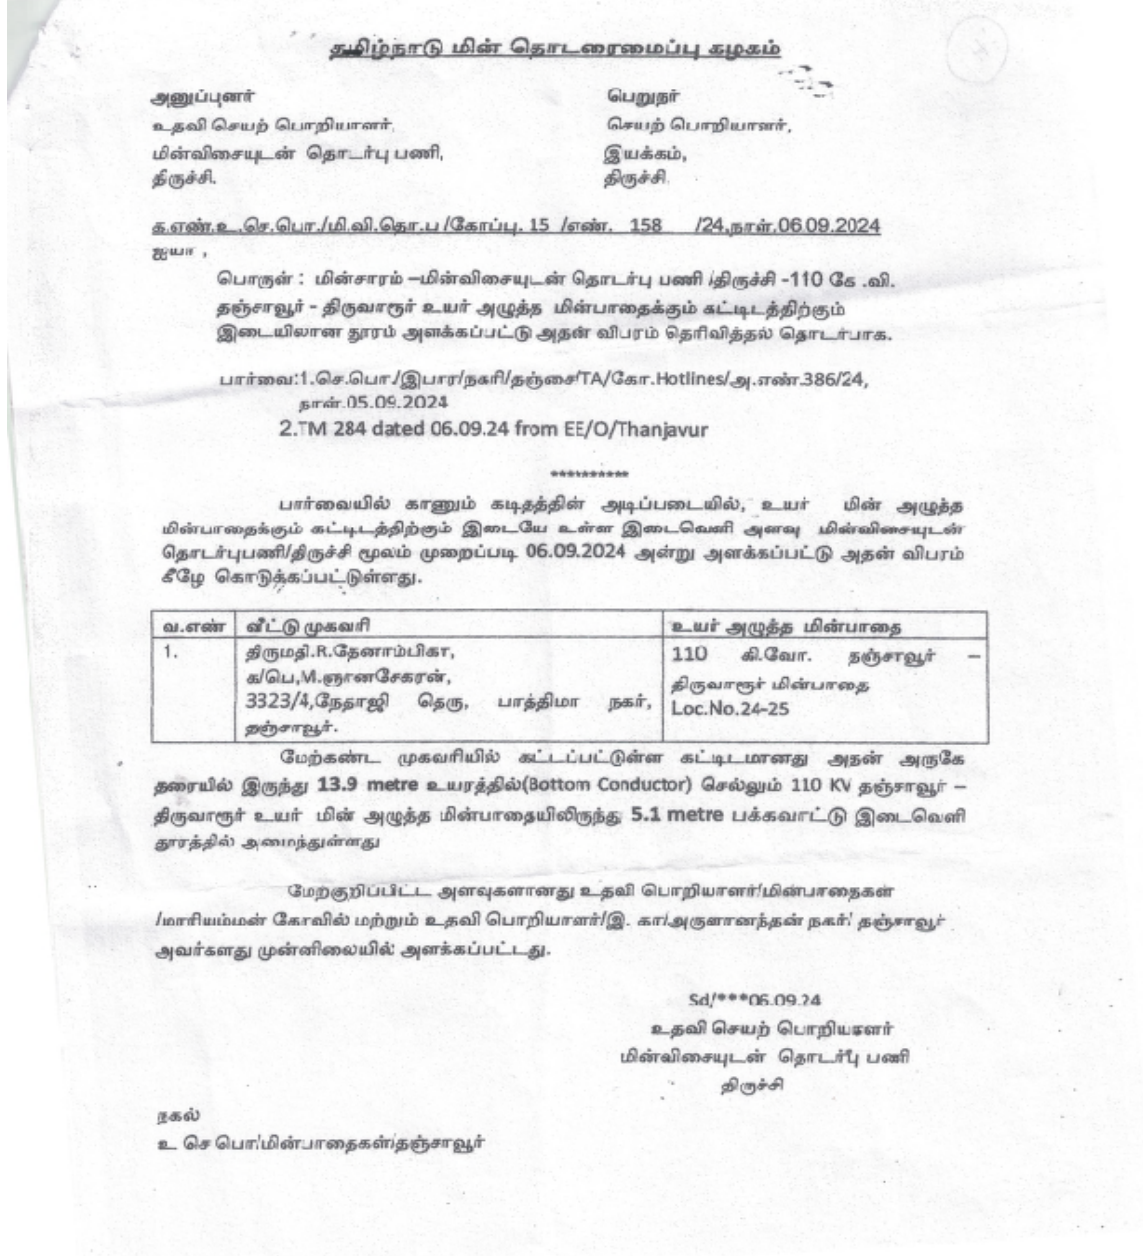 தமிழ்நாடு மின் தொடரமைப்பு கழகம்
அனுப்புனர்
உதவி செயற் பொறியாளர்,
மின்விசையுடன் தொடர்பு பணி,
திருச்சி.
பெறுநர்
செயற் பொறியாளர்,
இயக்கம்,
திருச்சி.
க.எண்.உ.செ.பொ./மி.வி.தொ.ப /கோப்பு. 15 /எண். 158 /24,நாள்.06.09.2024
ஐயா ,
பொருள் : மின்சாரம் –மின்விசையுடன் தொடர்பு பணி /திருச்சி -110 கே .வி.
தஞ்சாவூர் - திருவாரூர் உயர் அழுத்த மின்பாதைக்கும் கட்டிடத்திற்கும்
இடையிலான தூரம் அளக்கப்பட்டு அதன் விபரம் தெரிவித்தல் தொடர்பாக.
பார்வை:1.செ.பொ./இபார/நகரி/தஞ்சை/TA/கோ.Hotlines/அ.எண்.386/24,
நாள்.05.09.2024
2.TM 284 dated 06.09.24 from EE/O/Thanjavur
**********
பார்வையில் காணும் கடிதத்தின் அடிப்படையில், உயர் மின் அழுத்த
மின்பாதைக்கும் கட்டிடத்திற்கும் இடையே உள்ள இடைவெளி அளவு மின்விசையுடன்
தொடர்புபணி/திருச்சி மூலம் முறைப்படி 06.09.2024 அன்று அளக்கப்பட்டு அதன் விபரம்
கீழே கொடுக்கப்பட்டுள்ளது.
வ.எண் வீட்டு முகவரி உயர் அழுத்த மின்பாதை
1. திருமதி.R.தேனாம்பிகா,
க/பெ,M.ஞானசேகரன்,
3323/4,நேதாஜி தெரு, பாத்திமா நகர்,
தஞ்சாவூர்.
110 கி.வோ. தஞ்சாவூர் –
திருவாரூர் மின்பாதை
Loc.No.24-25
மேற்கண்ட முகவரியில் கட்டப்பட்டுள்ள கட்டிடமானது அதன் அருகே
தரையில் இருந்து 13.9 metre உயரத்தில்(Bottom Conductor) செல்லும் 110 KV தஞ்சாவூர் –
திருவாரூர் உயர் மின் அழுத்த மின்பாதையிலிருந்து 5.1 metre பக்கவாட்டு இடைவெளி
தூரத்தில் அமைந்துள்ளது
மேற்குறிப்பிட்ட அளவுகளானது உதவி பொறியாளர்/மின்பாதைகள்
/மாரியம்மன் கோவில் மற்றும் உதவி பொறியாளர்/இ. கா/அருளானந்தன் நகர்/ தஞ்சாவூர்
அவர்களது முன்னிலையில் அளக்கப்பட்டது.
Sd/***06.09.24
உதவி செயற் பொறியாளர்
மின்விசையுடன் தொடர்பு பணி
திருச்சி
நகல்
உ செ பொ/மின்பாதைகள்/தஞ்சாவூர்